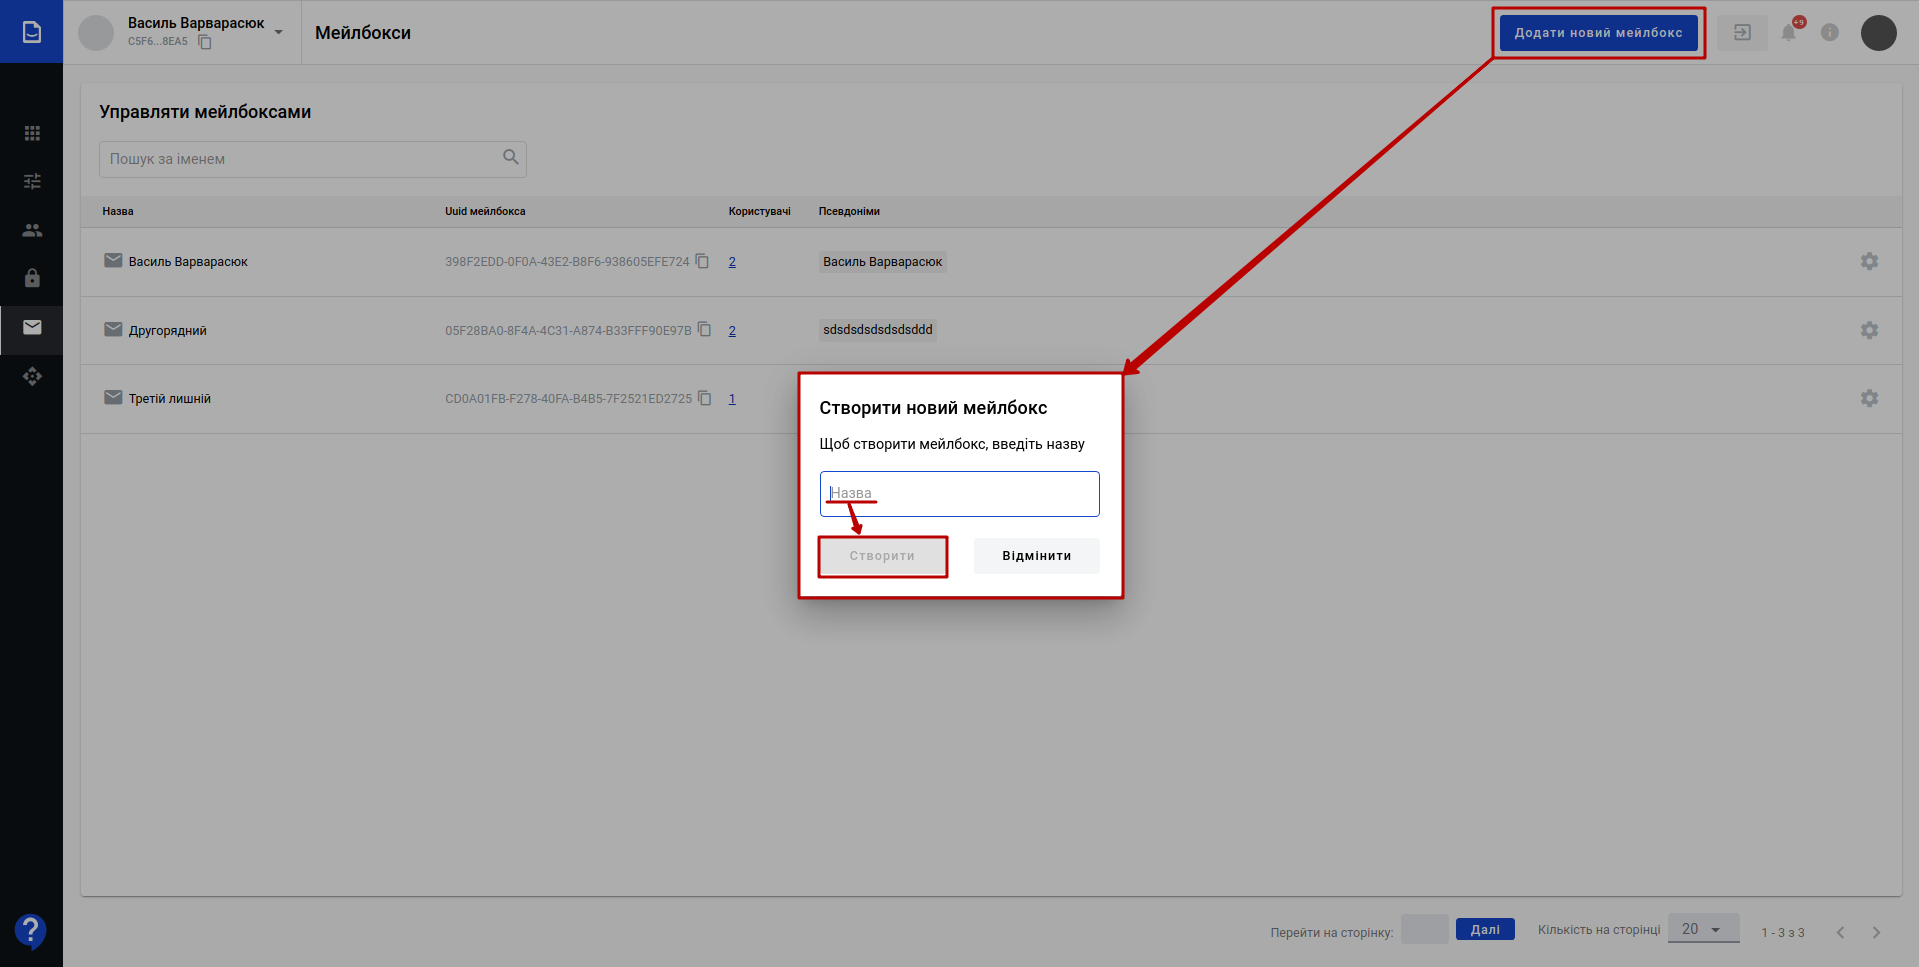 Василь Варварасюк
C5F6...8EA5
Мейлбокси
Додати новий мейлбокс
+9
Управляти мейлбоксами
Пошук за іменем
Назва Uuid мейлбокса Користувачі Псевдоніми
Василь Варварасюк 398F2EDD-0F0A-43E2-B8F6-938605EFE724 2 Василь Варварасюк
Другорядний 05F28BA0-8F4A-4C31-A874-B33FFF90E97B 2 sdsdsdsdsdsdsddd
Третій лишній CD0A01FB-F278-40FA-B4B5-7F2521ED2725 1
Створити новий мейлбокс
Щоб створити мейлбокс, введіть назву
Назва
Створити Відмінити
Перейти на сторінку: Далі Кількість на сторінці 20 1 - 3 з 3